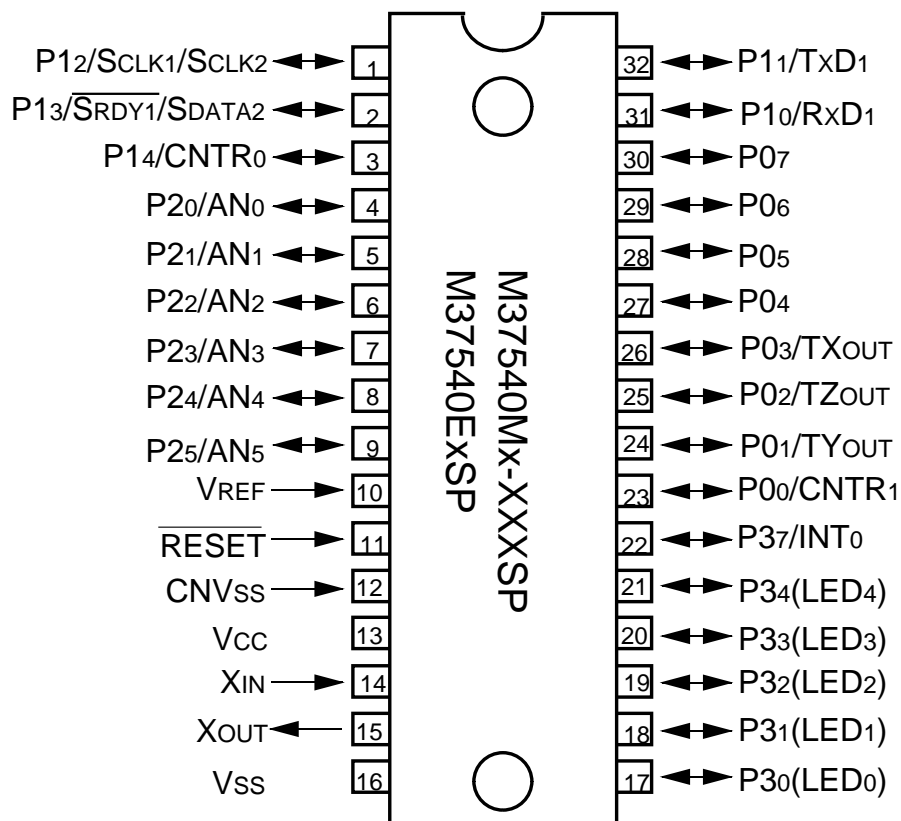 P12/SCLK1/SCLK2 1 32 P11/TXD1
P13/SRDY1/SDATA2 2 31 P10/RXD1
P14/CNTR0 3 30 P07
P20/AN0 4 29 P06
P21/AN1 5 28 P05
P22/AN2 6 27 P04
P23/AN3 7 26 P03/TXOUT
P24/AN4 8 25 P02/TZOUT
P25/AN5 9 24 P01/TYOUT
VREF 10 23 P00/CNTR1
RESET 11 22 P37/INT0
CNVSS 12 21 P34(LED4)
VCC 13 20 P33(LED3)
XIN 14 19 P32(LED2)
XOUT 15 18 P31(LED1)
VSS 16 17 P30(LED0)
M37540Mx-XXXSP
M37540ExSP